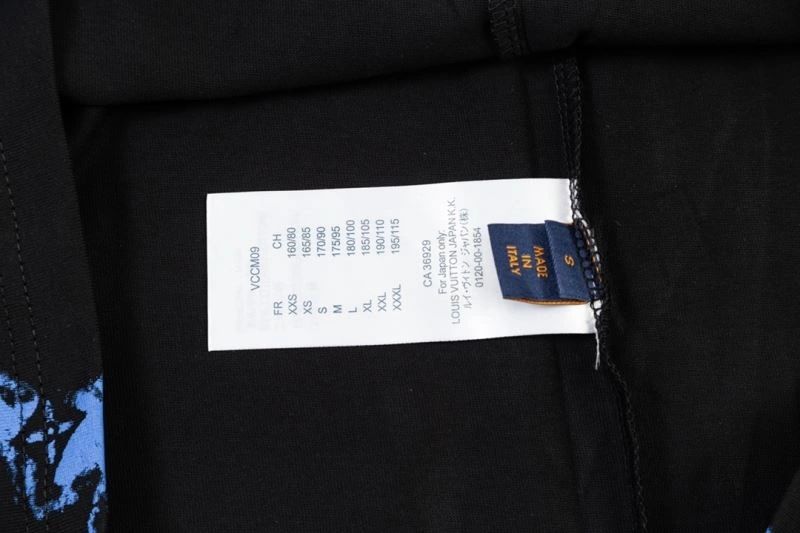 VCCM09
FR CH
XXS 160/80
XS 165/85
S 170/90
M 175/95
L 180/100
XL 185/105
XXL 190/110
XXXL 195/115
CA 36929
For Japan only:
LOUIS VUITTON JAPAN K.K.
ルイ・ヴィトン ジャパン(株)
0120-00-1854
MADE
IN
ITALY
S